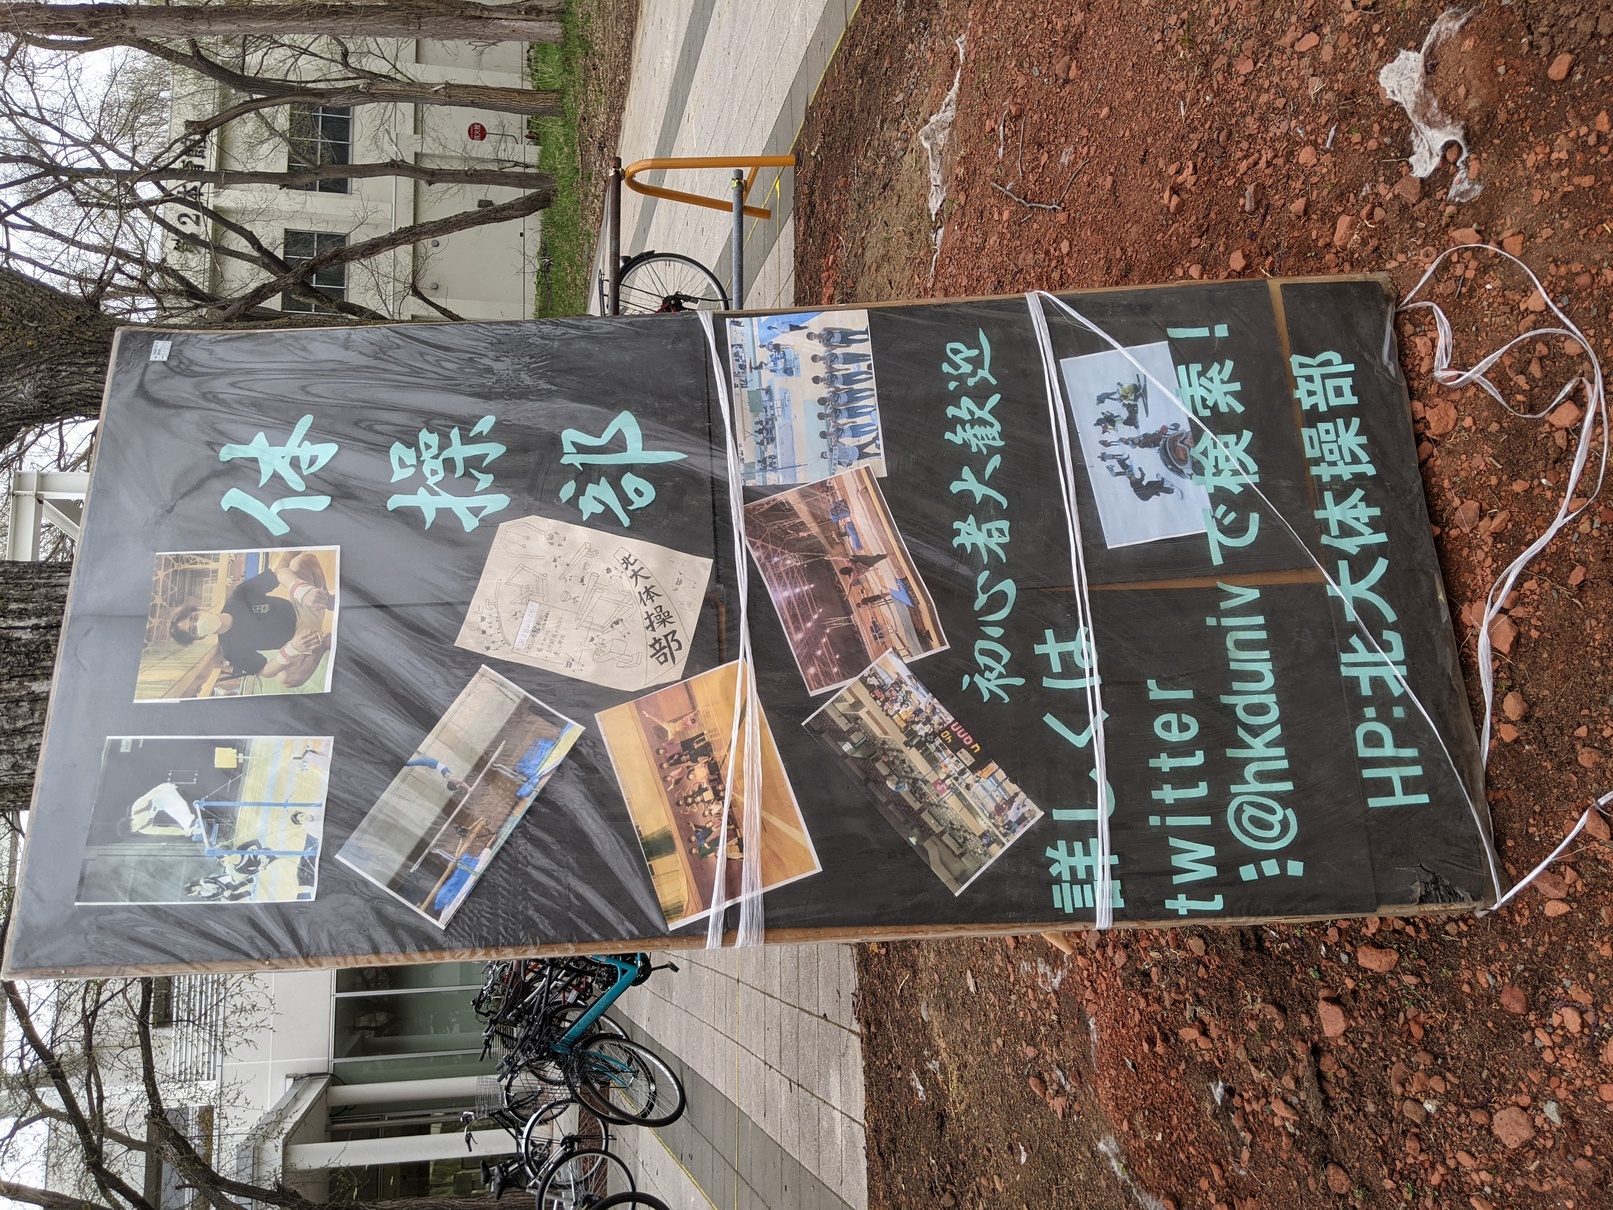 体操部
北大体操部
初心者大歓迎
詳しくは
twitter
:@hkduniv で検索!
HP:北大体操部